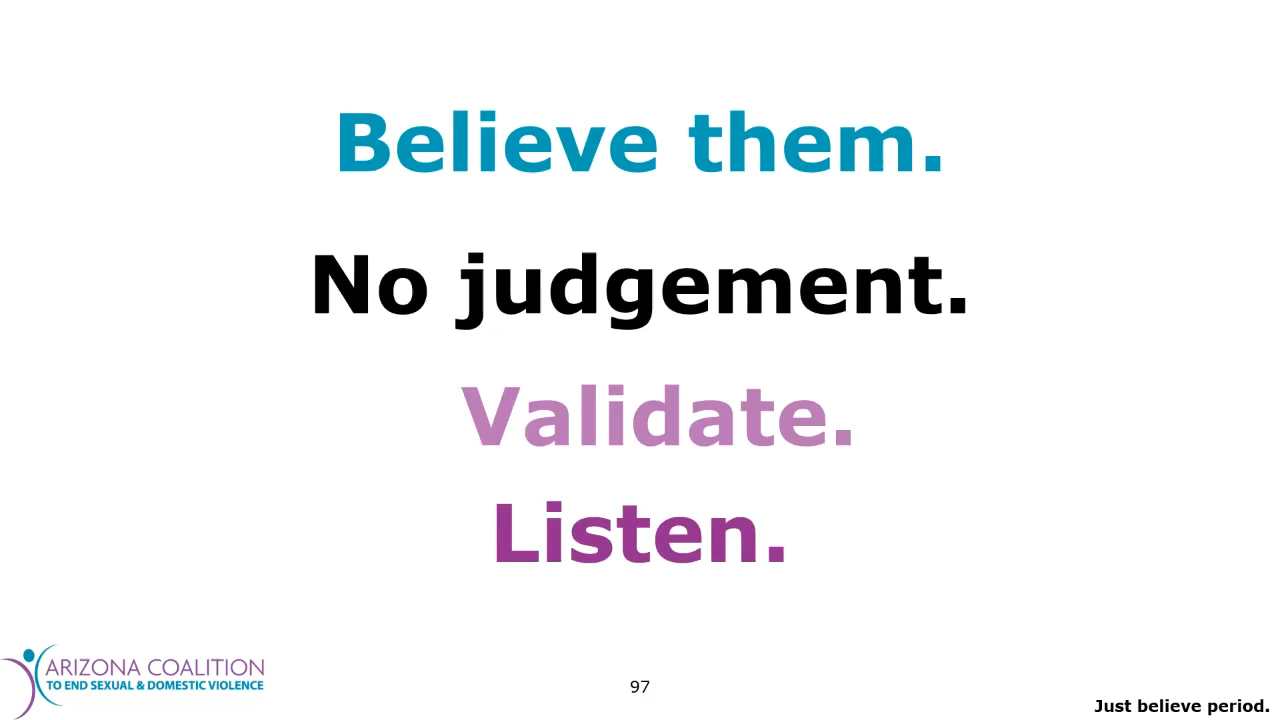 Believe them.
No judgement.
Validate.
Listen.
ARIZONA COALITION
TO END SEXUAL & DOMESTIC VIOLENCE
97
Just believe period.